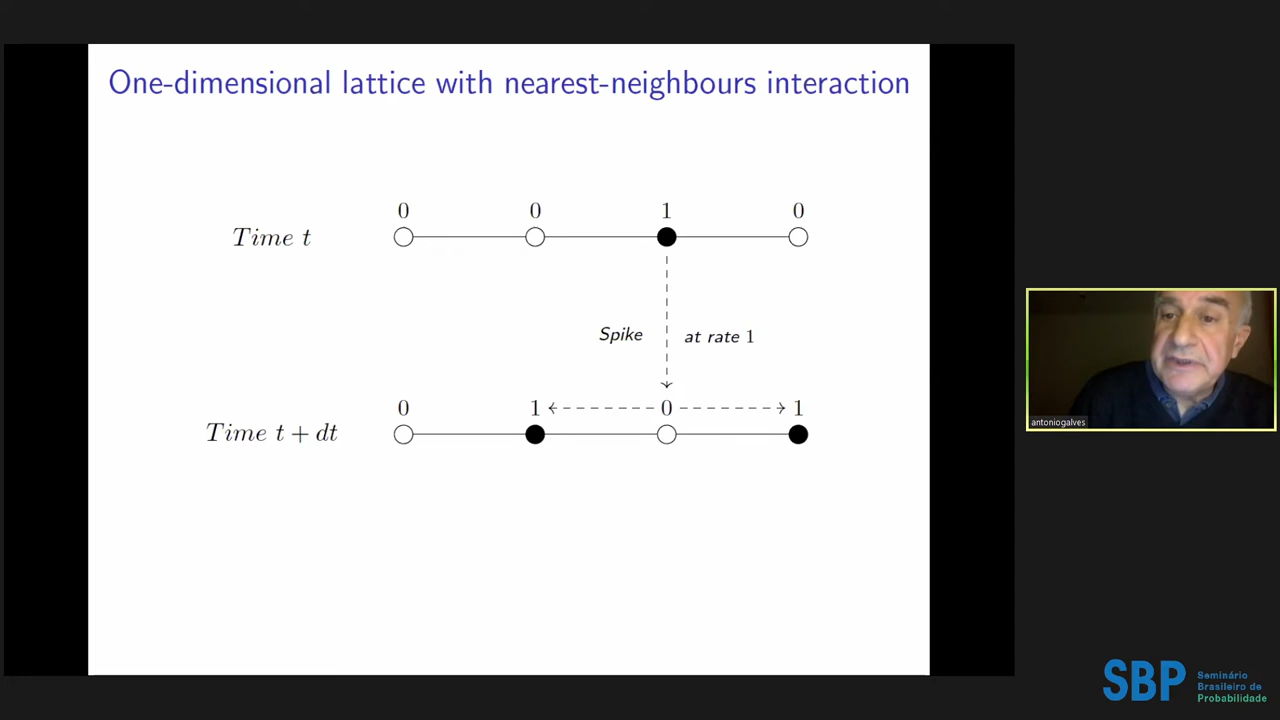 One-dimensional lattice with nearest-neighbours interaction
0 0 1 0
Time t
Spike at rate 1
0 1 0 1
Time t + dt
antoniogalves
SBP
Seminário
Brasileiro de
Probabilidade